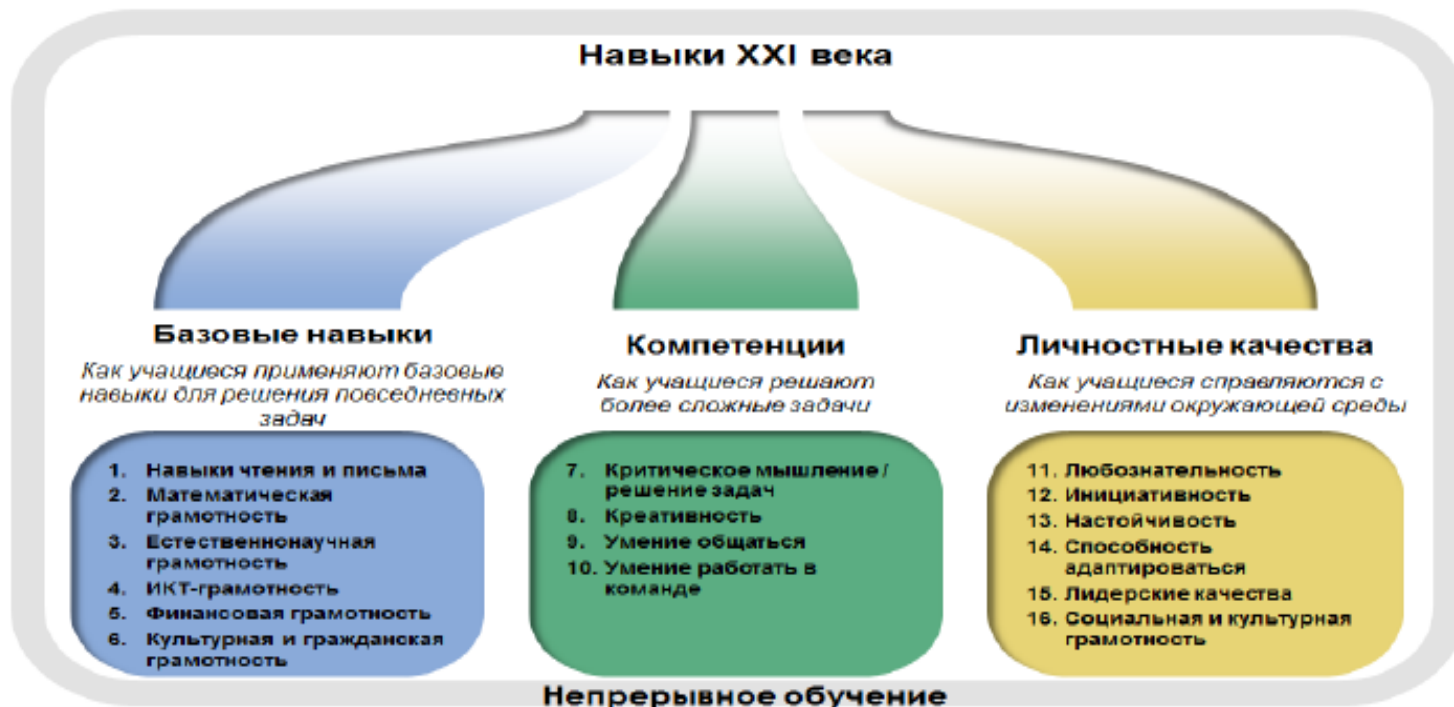 Навыки XXI века
Базовые навыки
Как учащиеся применяют базовые
навыки для решения повседневных
задач
1. Навыки чтения и письма
2. Математическая
грамотность
3. Естественнонаучная
грамотность
4. ИКТ-грамотность
5. Финансовая грамотность
6. Культурная и гражданская
грамотность
Компетенции
Как учащиеся решают
более сложные задачи
7. Критическое мышление /
решение задач
8. Креативность
9. Умение общаться
10. Умение работать в
команде
Личностные качества
Как учащиеся справляются с
изменениями окружающей среды
11. Любознательность
12. Инициативность
13. Настойчивость
14. Способность
адаптироваться
15. Лидерские качества
16. Социальная и культурная
грамотность
Непрерывное обучение